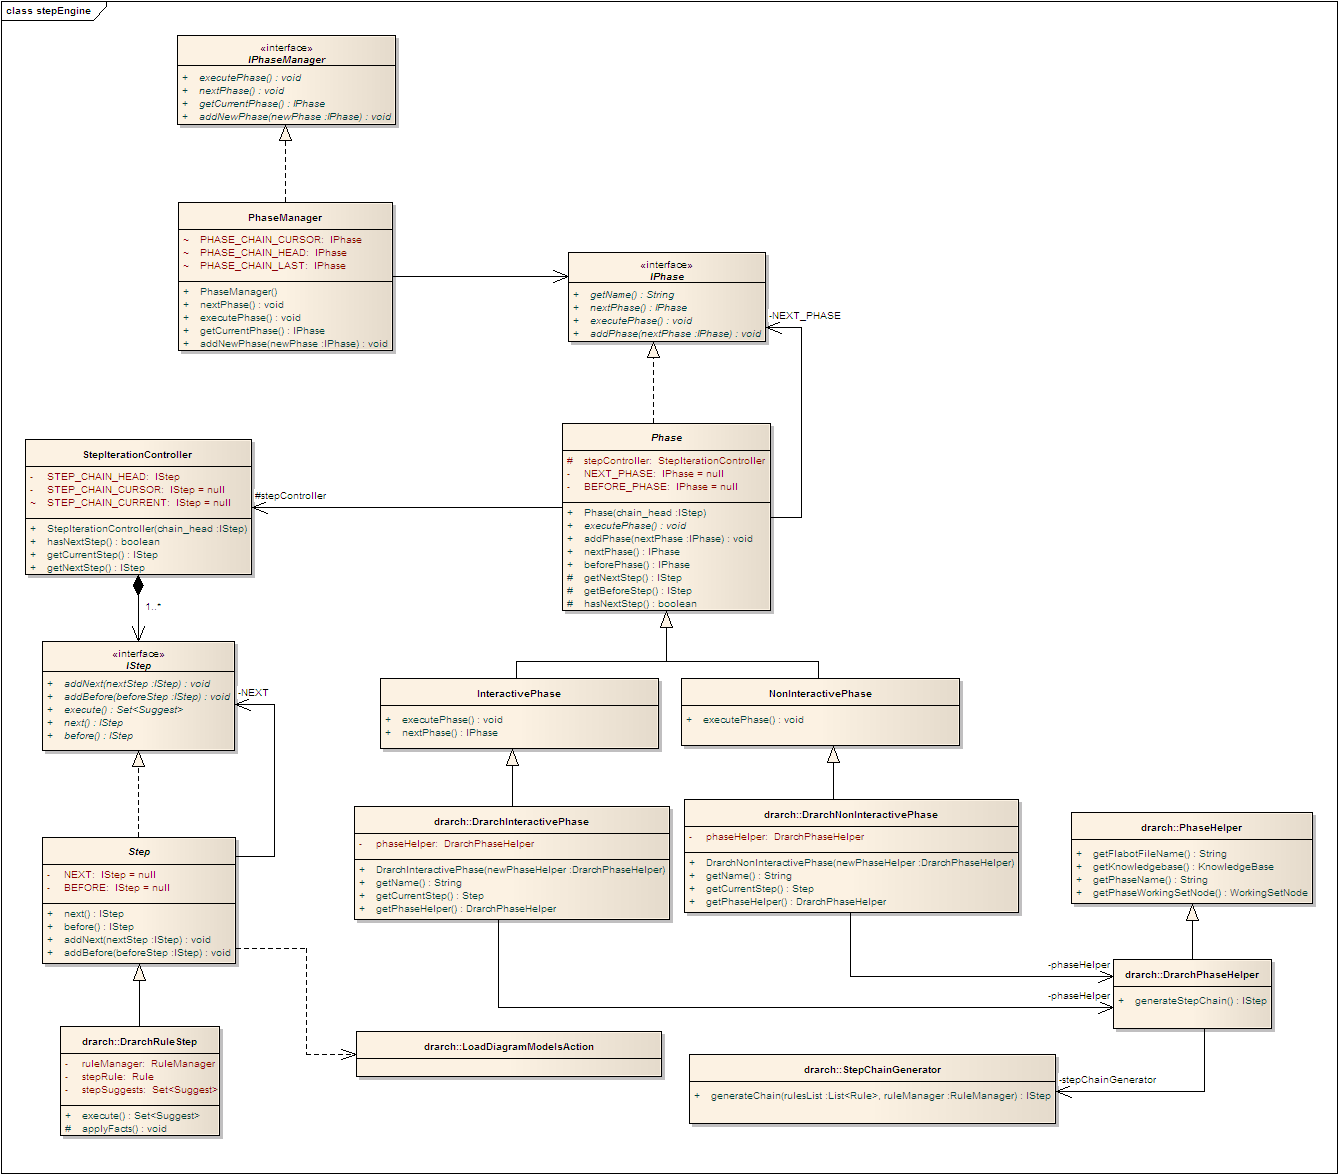 class stepEngine
«interface»
IPhaseManager
+ executePhase() : void
+ nextPhase() : void
+ getCurrentPhase() : IPhase
+ addNewPhase(newPhase :IPhase) : void
PhaseManager
~ PHASE_CHAIN_CURSOR: IPhase
~ PHASE_CHAIN_HEAD: IPhase
~ PHASE_CHAIN_LAST: IPhase
+ PhaseManager()
+ nextPhase() : void
+ executePhase() : void
+ getCurrentPhase() : IPhase
+ addNewPhase(newPhase :IPhase) : void
«interface»
IPhase
+ getName() : String
+ nextPhase() : IPhase
+ executePhase() : void
+ addPhase(nextPhase :IPhase) : void
-NEXT_PHASE
Phase
# stepController: StepIterationController
- NEXT_PHASE: IPhase = null
- BEFORE_PHASE: IPhase = null
+ Phase(chain_head :IStep)
+ executePhase() : void
+ addPhase(nextPhase :IPhase) : void
+ nextPhase() : IPhase
+ beforePhase() : IPhase
# getNextStep() : IStep
# getBeforeStep() : IStep
# hasNextStep() : boolean
StepIterationController
- STEP_CHAIN_HEAD: IStep
- STEP_CHAIN_CURSOR: IStep = null
~ STEP_CHAIN_CURRENT: IStep = null
+ StepIterationController(chain_head :IStep)
+ hasNextStep() : boolean
+ getCurrentStep() : IStep
+ getNextStep() : IStep
#stepController
1..*
«interface»
IStep
+ addNext(nextStep :IStep) : void
+ addBefore(beforeStep :IStep) : void
+ execute() : Set<Suggest>
+ next() : IStep
+ before() : IStep
-NEXT
InteractivePhase
+ executePhase() : void
+ nextPhase() : IPhase
NonInteractivePhase
+ executePhase() : void
drarch::DrarchInteractivePhase
- phaseHelper: DrarchPhaseHelper
+ DrarchInteractivePhase(newPhaseHelper :DrarchPhaseHelper)
+ getName() : String
+ getCurrentStep() : Step
+ getPhaseHelper() : DrarchPhaseHelper
drarch::DrarchNonInteractivePhase
- phaseHelper: DrarchPhaseHelper
+ DrarchNonInteractivePhase(newPhaseHelper :DrarchPhaseHelper)
+ getName() : String
+ getCurrentStep() : Step
+ getPhaseHelper() : DrarchPhaseHelper
drarch::PhaseHelper
+ getFlabotFileName() : String
+ getKnowledgebase() : KnowledgeBase
+ getPhaseName() : String
+ getPhaseWorkingSetNode() : WorkingSetNode
Step
- NEXT: IStep = null
- BEFORE: IStep = null
+ next() : IStep
+ before() : IStep
+ addNext(nextStep :IStep) : void
+ addBefore(beforeStep :IStep) : void
-phaseHelper
-phaseHelper
drarch::DrarchPhaseHelper
+ generateStepChain() : IStep
drarch::DrarchRuleStep
- ruleManager: RuleManager
- stepRule: Rule
- stepSuggests: Set<Suggest>
+ execute() : Set<Suggest>
# applyFacts() : void
drarch::LoadDiagramModelsAction
drarch::StepChainGenerator
+ generateChain(rulesList :List<Rule>, ruleManager :RuleManager) : IStep
-stepChainGenerator